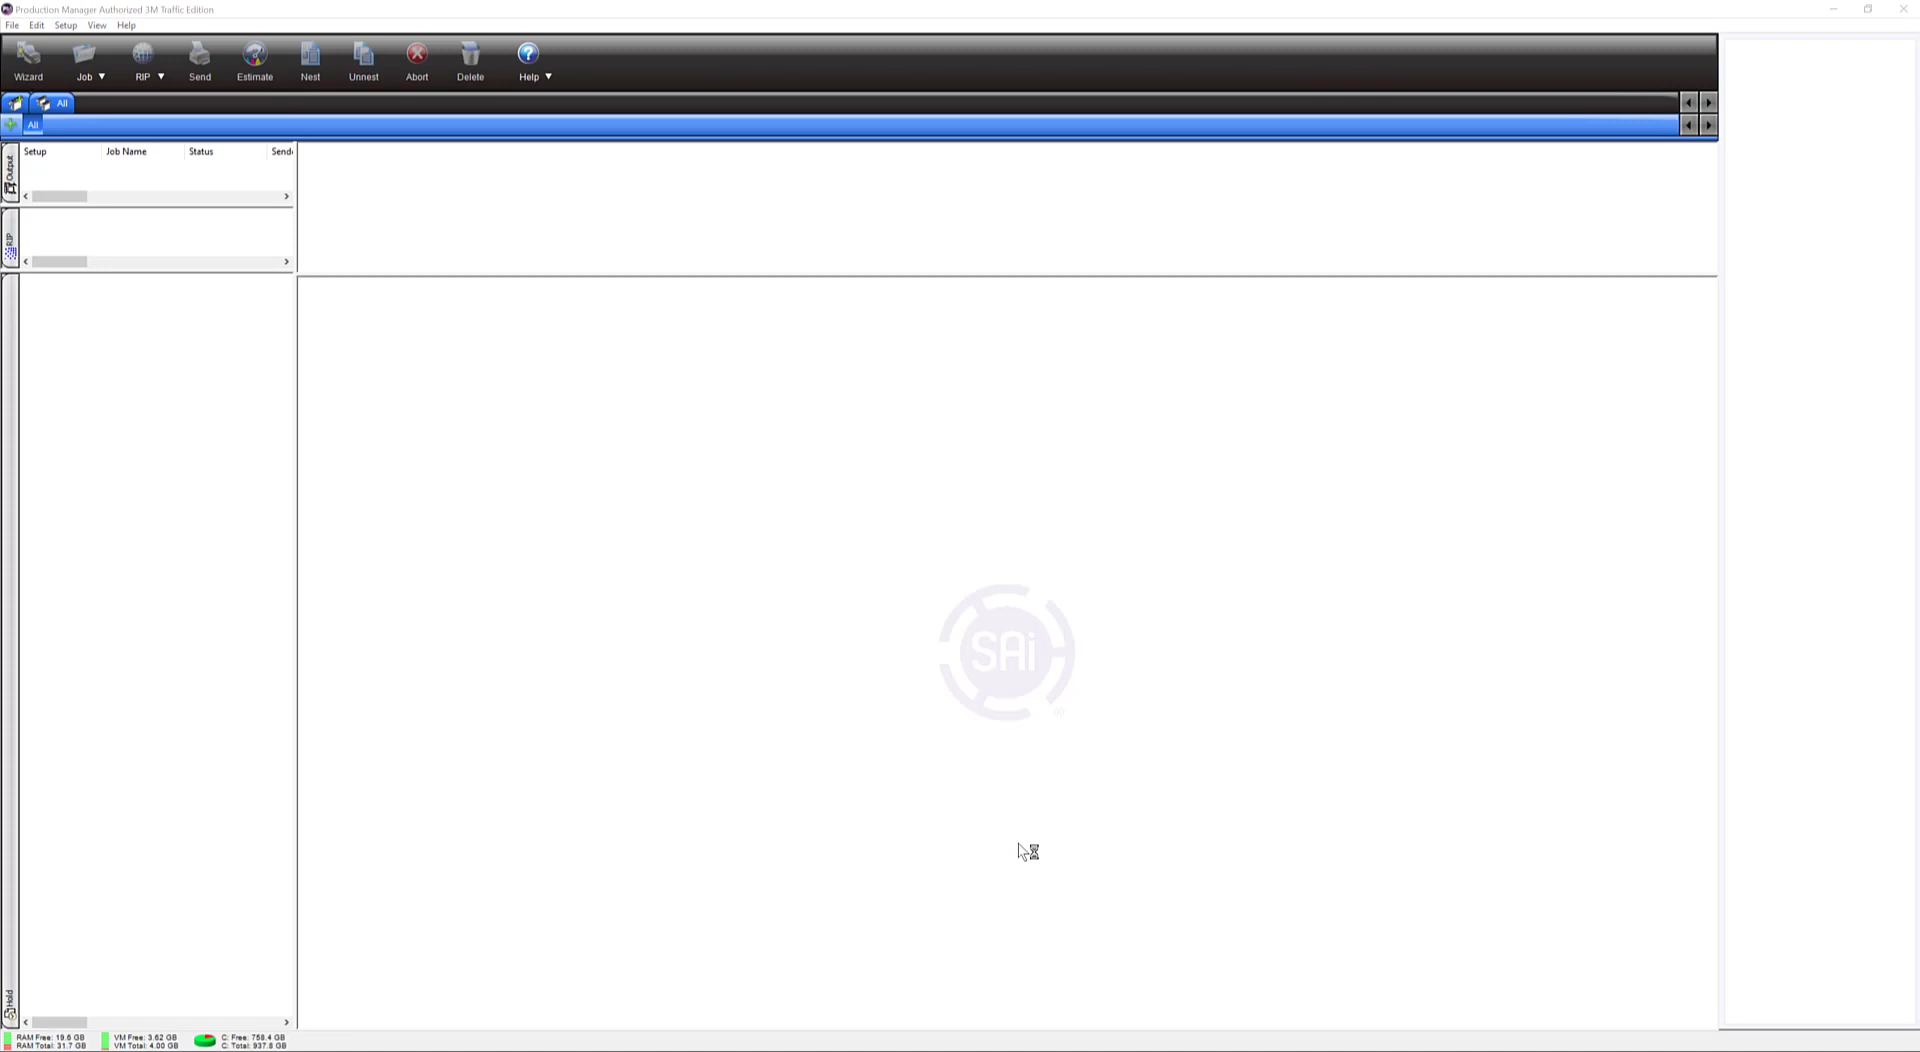 Production Manager Authorized 3M Traffic Edition
File Edit Setup View Help
Wizard Job RIP Send Estimate Nest Unnest Abort Delete Help
All
All
Setup Job Name Status Send
Output
RIP
SAi
Hold
RAM Free: 19.6 GB VM Free: 3.62 GB C: Free: 758.4 GB
RAM Total: 31.7 GB VM Total: 4.00 GB C: Total: 937.8 GB